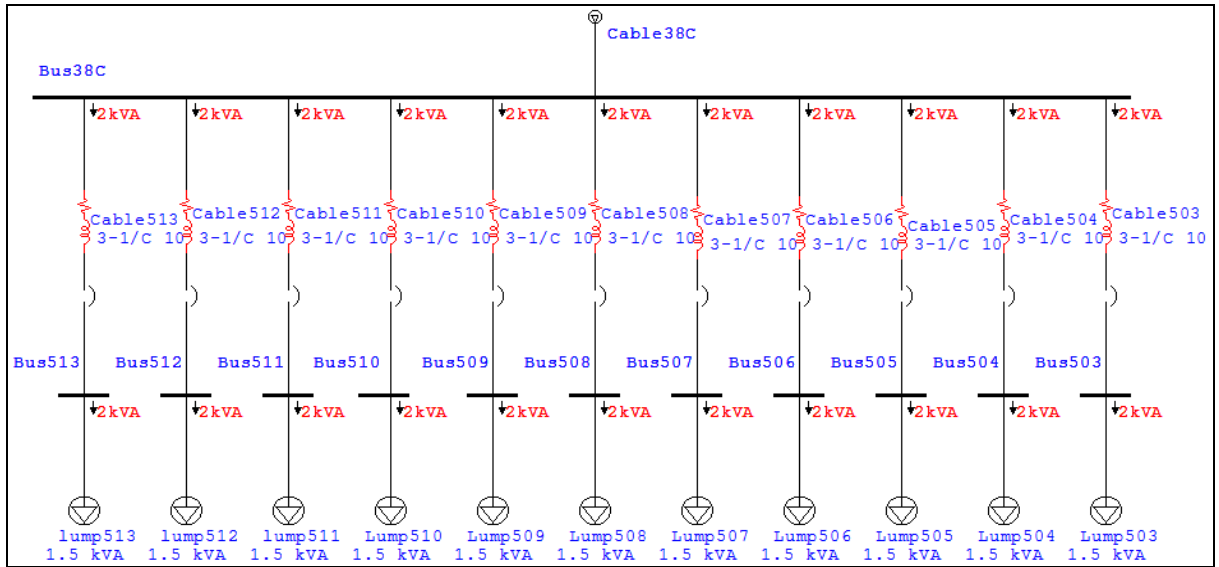 Cable38C
Bus38C
2kVA 2kVA 2kVA 2kVA 2kVA 2kVA 2kVA 2kVA 2kVA 2kVA 2kVA
Cable513 Cable512 Cable511 Cable510 Cable509 Cable508 Cable507 Cable506 Cable505 Cable504 Cable503
3-1/C 10 3-1/C 10 3-1/C 10 3-1/C 10 3-1/C 10 3-1/C 10 3-1/C 10 3-1/C 10 3-1/C 10 3-1/C 10 3-1/C 10
Bus513 Bus512 Bus511 Bus510 Bus509 Bus508 Bus507 Bus506 Bus505 Bus504 Bus503
2kVA 2kVA 2kVA 2kVA 2kVA 2kVA 2kVA 2kVA 2kVA 2kVA 2kVA
lump513 lump512 lump511 Lump510 Lump509 Lump508 Lump507 Lump506 Lump505 Lump504 Lump503
1.5 kVA 1.5 kVA 1.5 kVA 1.5 kVA 1.5 kVA 1.5 kVA 1.5 kVA 1.5 kVA 1.5 kVA 1.5 kVA 1.5 kVA